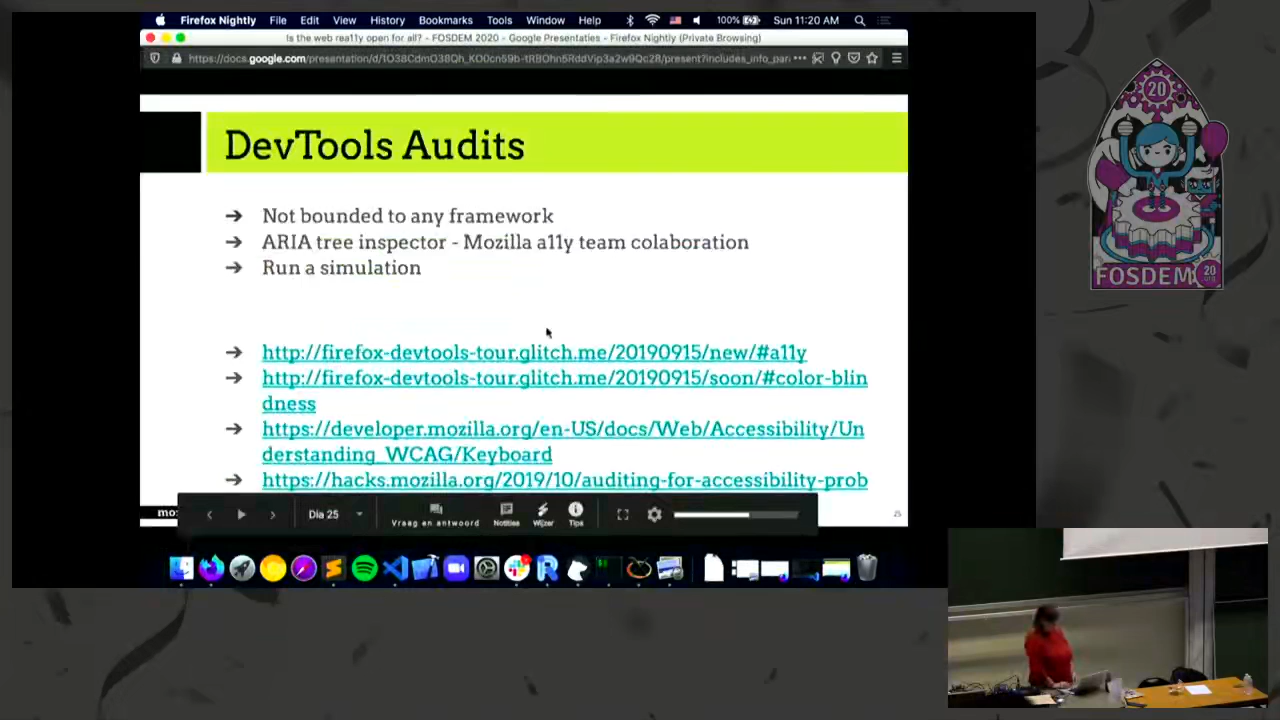 Firefox Nightly File Edit View History Bookmarks Tools Window Help 100% Sun 11:20 AM
Is the web rea11y open for all? - FOSDEM 2020 - Google Presentaties - Firefox Nightly (Private Browsing)
DevTools Audits
➔ Not bounded to any framework
➔ ARIA tree inspector - Mozilla a11y team colaboration
➔ Run a simulation
➔ http://firefox-devtools-tour.glitch.me/20190915/new/#a11y
➔ http://firefox-devtools-tour.glitch.me/20190915/soon/#color-blin
dness
➔ https://developer.mozilla.org/en-US/docs/Web/Accessibility/Un
derstanding_WCAG/Keyboard
➔ https://hacks.mozilla.org/2019/10/auditing-for-accessibility-prob
Dia 25
Vraag en antwoord
Notities
Wijzer
Tips
25
20
FOSDEM
20
.org